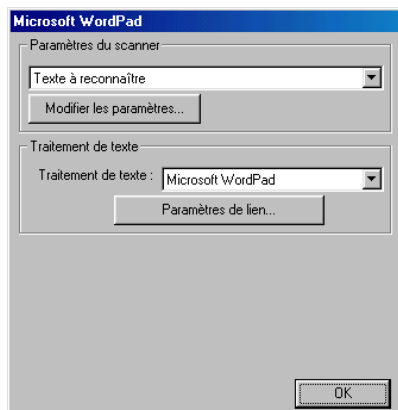 Microsoft WordPad
Paramètres du scanner
Texte à reconnaître
Modifier les paramètres...
Traitement de texte
Traitement de texte : Microsoft WordPad
Paramètres de lien...
OK